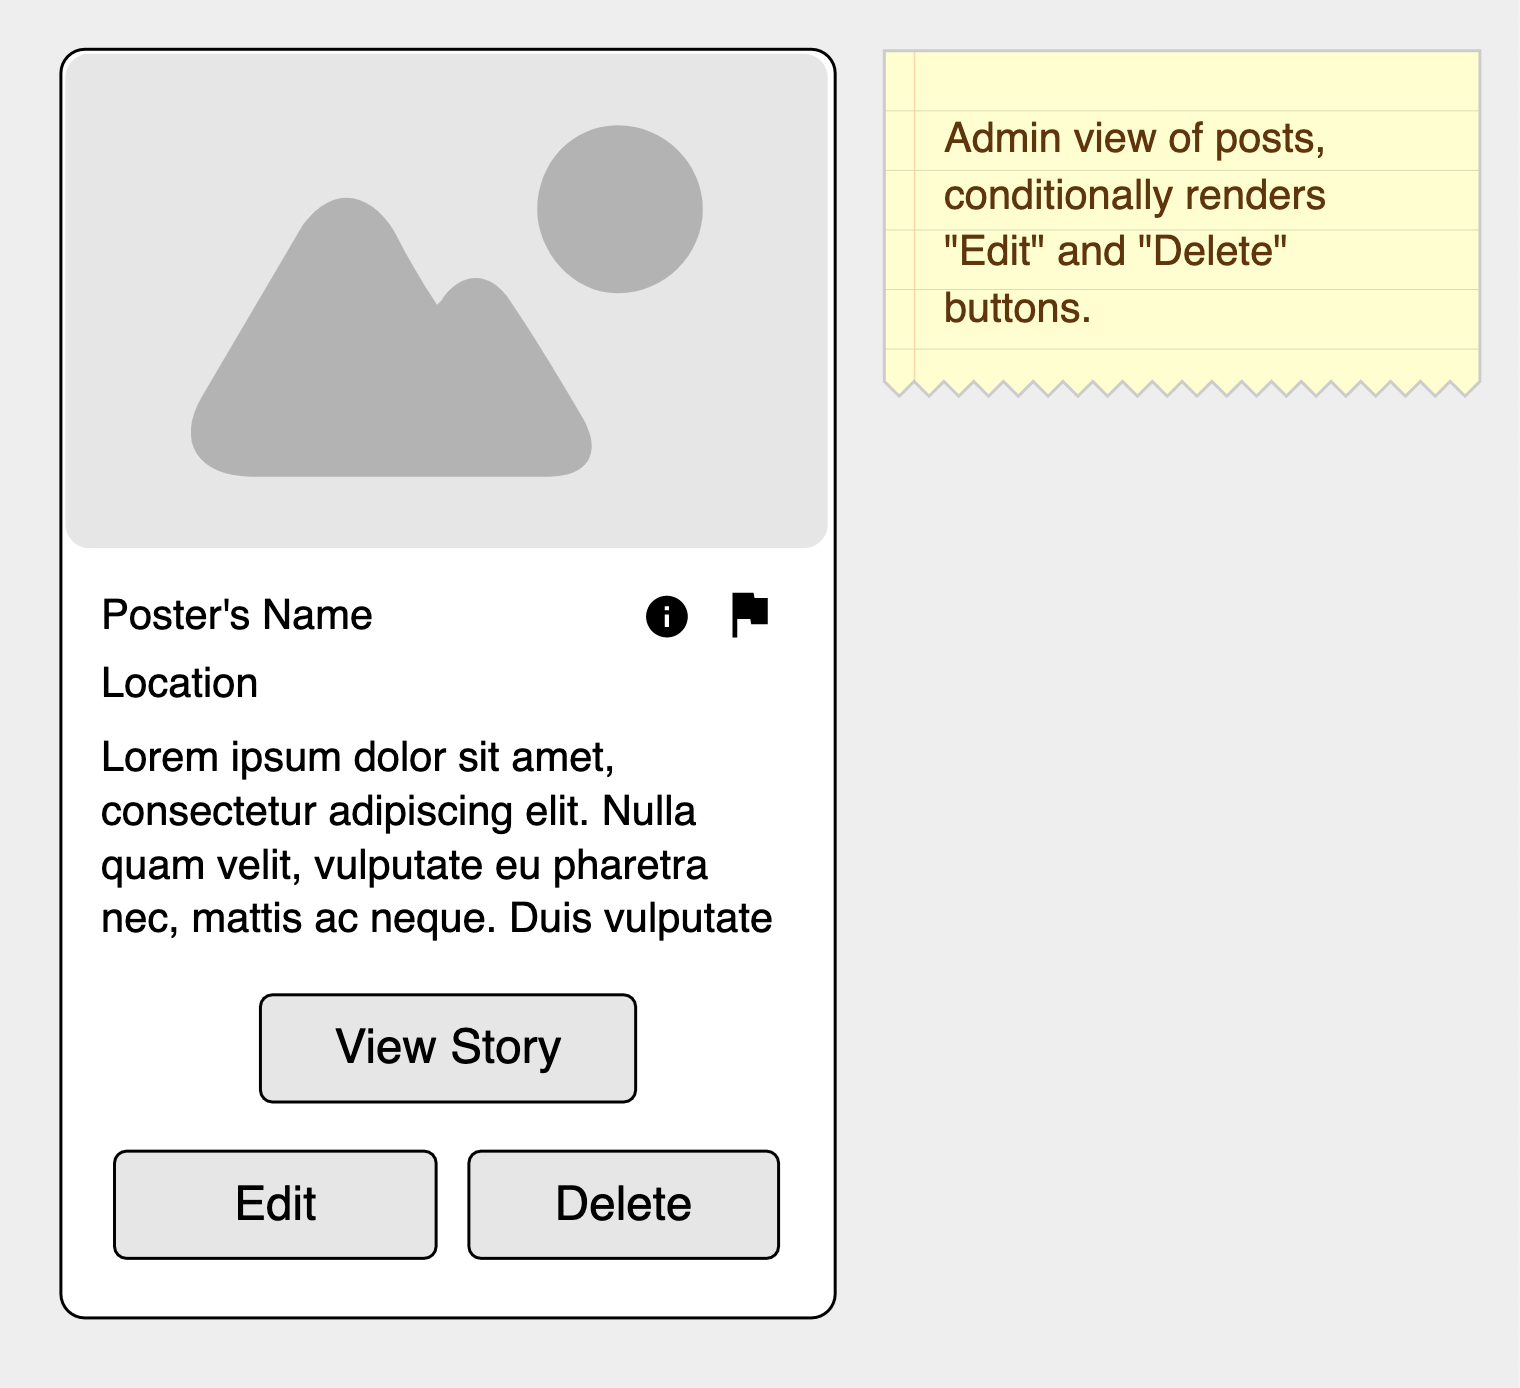 Poster's Name
Location
Lorem ipsum dolor sit amet,
consectetur adipiscing elit. Nulla
quam velit, vulputate eu pharetra
nec, mattis ac neque. Duis vulputate
View Story
Edit
Delete
Admin view of posts,
conditionally renders
"Edit" and "Delete"
buttons.